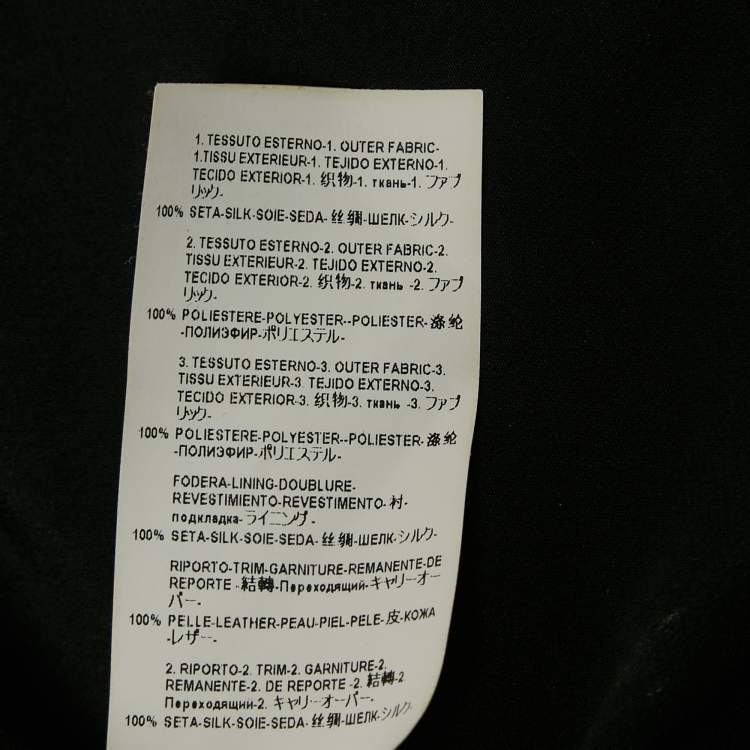 1. TESSUTO ESTERNO-1. OUTER FABRIC-
1.TISSU EXTERIEUR-1. TEJIDO EXTERNO-1.
TECIDO EXTERIOR-1. 织物-1. ткань-1. ファブ
リック-
100% SETA-SILK-SOIE-SEDA- 丝绸-ШЕЛК-シルク-
2. TESSUTO ESTERNO-2. OUTER FABRIC-2.
TISSU EXTERIEUR-2. TEJIDO EXTERNO-2.
TECIDO EXTERIOR-2. 织物-2. ткань -2. ファブ
リック-
100% POLIESTERE-POLYESTER--POLIESTER- 涤纶
-ПОЛИЭФИР-ポリエステル-
3. TESSUTO ESTERNO-3. OUTER FABRIC-3.
TISSU EXTERIEUR-3. TEJIDO EXTERNO-3.
TECIDO EXTERIOR-3. 织物-3. ткань -3. ファブ
リック-
100% POLIESTERE-POLYESTER--POLIESTER- 涤纶
-ПОЛИЭФИР-ポリエステル-
FODERA-LINING-DOUBLURE-
REVESTIMIENTO-REVESTIMENTO- 衬-
подкладка-ライニング-
100% SETA-SILK-SOIE-SEDA- 丝绸-ШЕЛК-シルク-
RIPORTO-TRIM-GARNITURE-REMANENTE-DE
REPORTE -結轉-Переходящий-キャリーオー
バー-
100% PELLE-LEATHER-PEAU-PIEL-PELE-皮-КОЖА
-レザー-
2. RIPORTO-2. TRIM-2. GARNITURE-2.
REMANENTE-2. DE REPORTE -2. 結轉-2
Переходящий-2. キャリーオーバー-
100% SETA-SILK-SOIE-SEDA-丝绸-ШЕЛК-シルク-